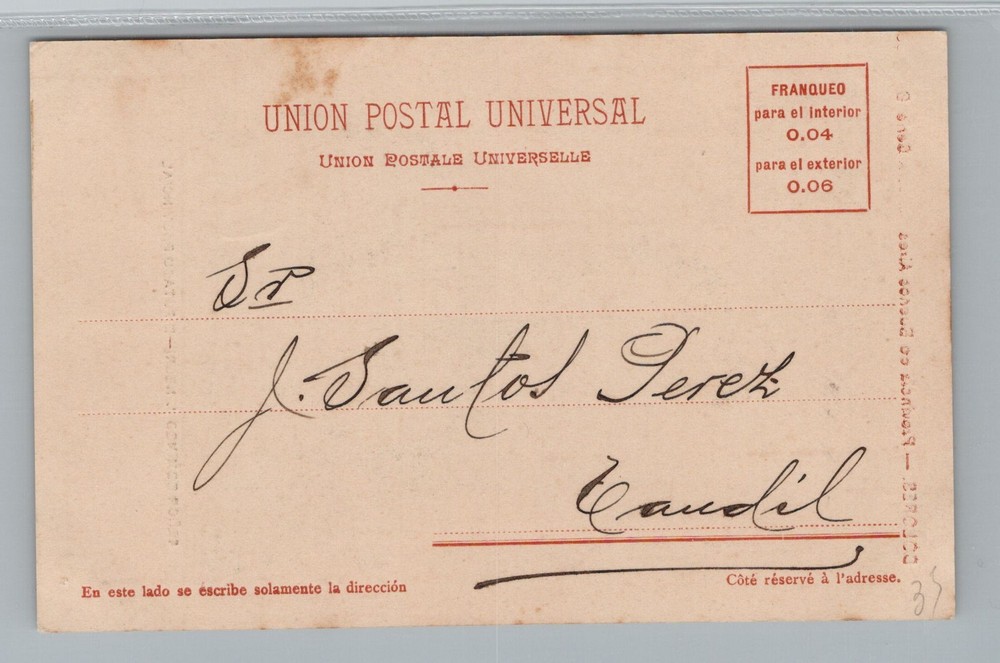 UNION POSTAL UNIVERSAL
UNION POSTALE UNIVERSELLE
FRANQUEO
para el interior
0.04
para el exterior
0.06
Sr
J. Santos Perez
Tandil
En este lado se escribe solamente la dirección
Côté réservé à l'adresse.
35